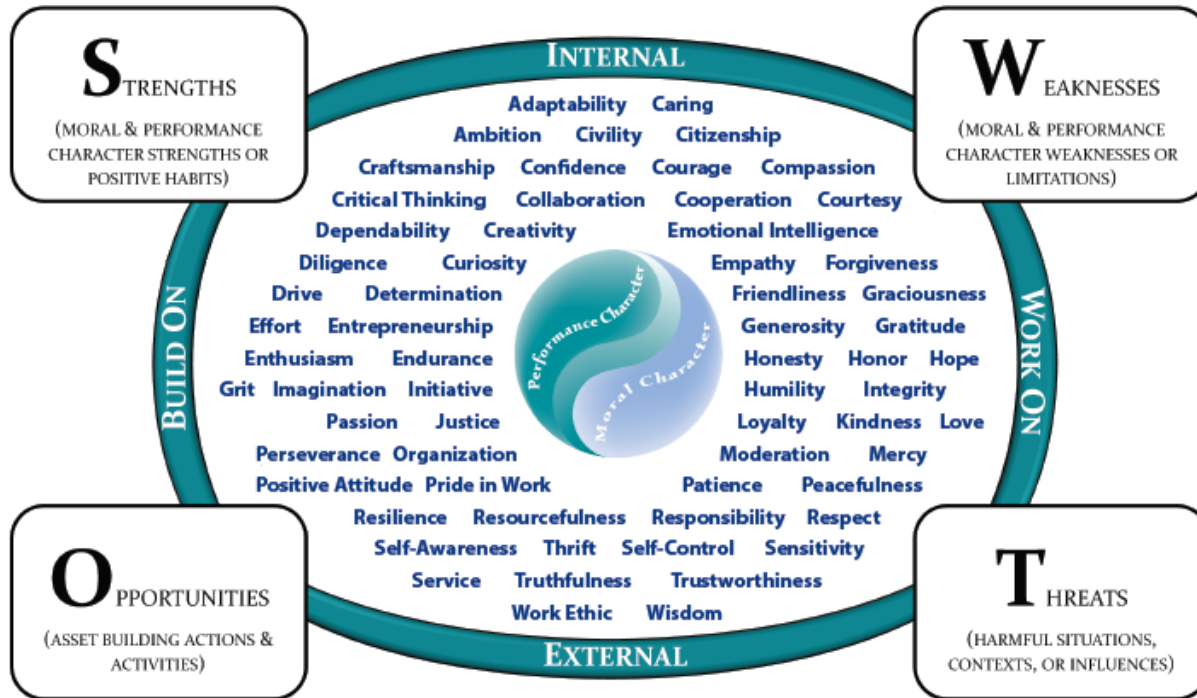 STRENGTHS
(MORAL & PERFORMANCE
CHARACTER STRENGTHS OR
POSITIVE HABITS)
INTERNAL
WEAKNESSES
(MORAL & PERFORMANCE
CHARACTER WEAKNESSES OR
LIMITATIONS)
Adaptability Caring
Ambition Civility Citizenship
Craftsmanship Confidence Courage Compassion
Critical Thinking Collaboration Cooperation Courtesy
Dependability Creativity Emotional Intelligence
Diligence Curiosity Empathy Forgiveness
Drive Determination Friendliness Graciousness
Effort Entrepreneurship Generosity Gratitude
Enthusiasm Endurance Honesty Honor Hope
Grit Imagination Initiative Humility Integrity
Passion Justice Loyalty Kindness Love
Perseverance Organization Moderation Mercy
Positive Attitude Pride in Work Patience Peacefulness
Resilience Resourcefulness Responsibility Respect
Self-Awareness Thrift Self-Control Sensitivity
Service Truthfulness Trustworthiness
Work Ethic Wisdom
Performance Character
Moral Character
BUILD ON
WORK ON
OPPORTUNITIES
(ASSET BUILDING ACTIONS &
ACTIVITIES)
EXTERNAL
THREATS
(HARMFUL SITUATIONS,
CONTEXTS, OR INFLUENCES)